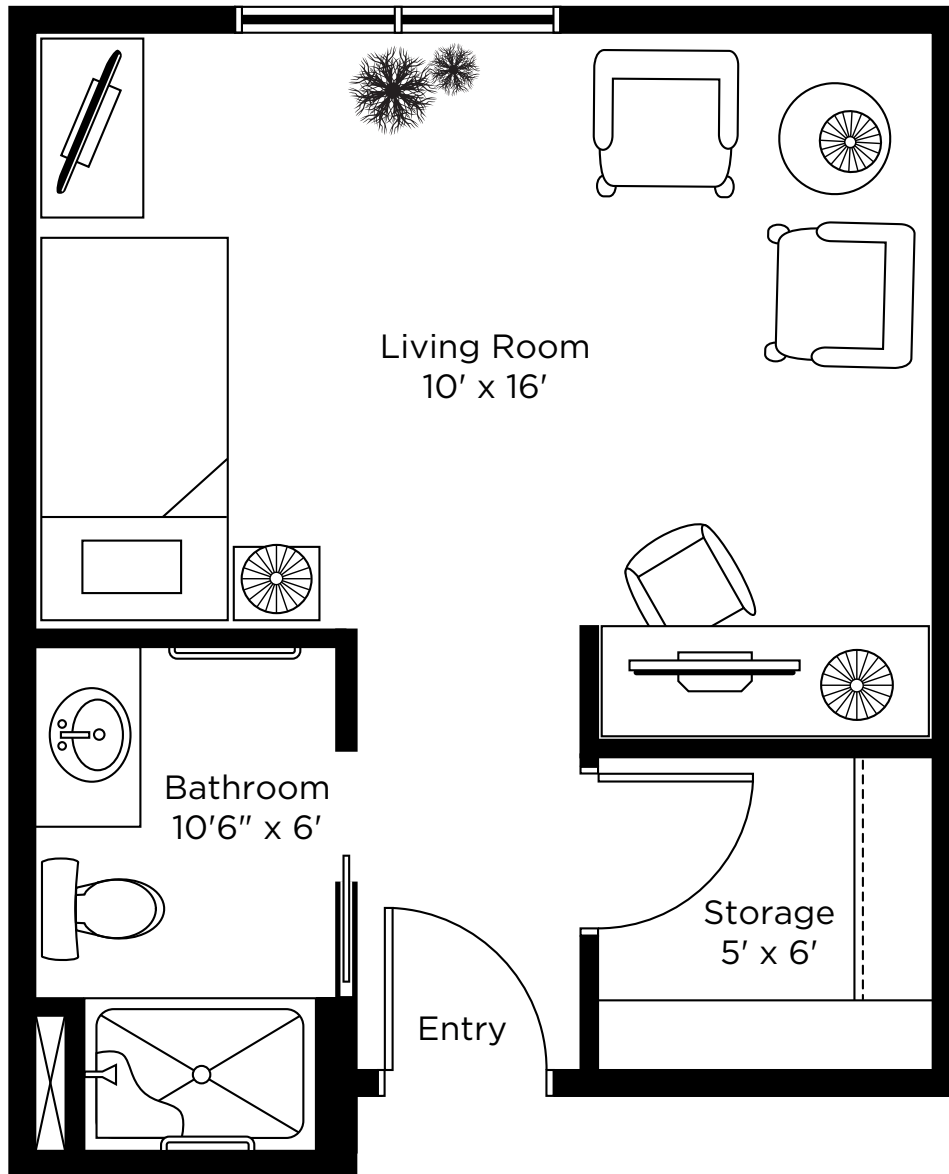 Living Room
10' x 16'
Bathroom
10'6" x 6'
Storage
5' x 6'
Entry